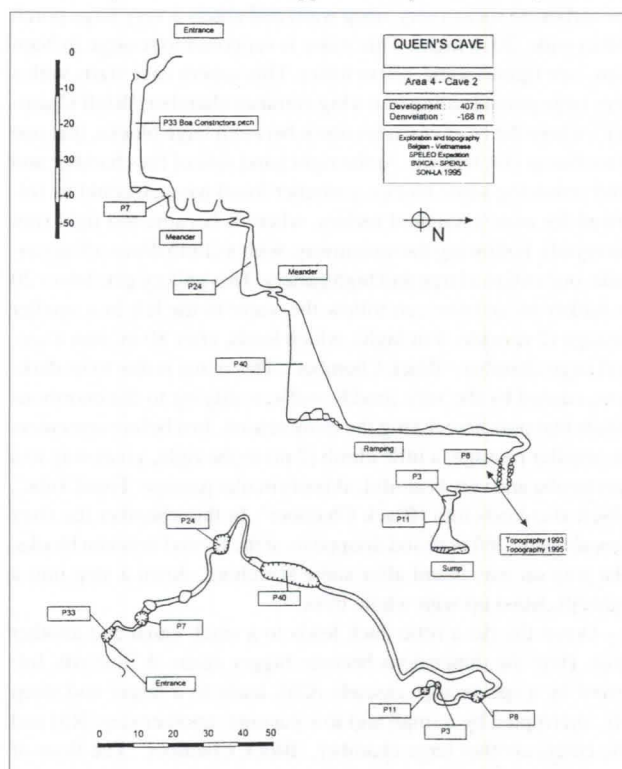 Entrance
QUEEN'S CAVE
Area 4 - Cave 2
Development: 407 m
Denivelation: -168 m
Exploration and topography
Belgian - Vietnamese
SPELEO Expedition
BVKCA - SPEKUL
SON-LA 1995
N
0
-10
-20
-30
-40
-50
P33 Boa Constrictors pitch
P7
Meander
P24
Meander
P40
Ramping
P8
P3
P11
Topography 1993
Topography 1995
Sump
P24
P40
P33
P7
Entrance
P11
P3
P8
0 10 20 30 40 50